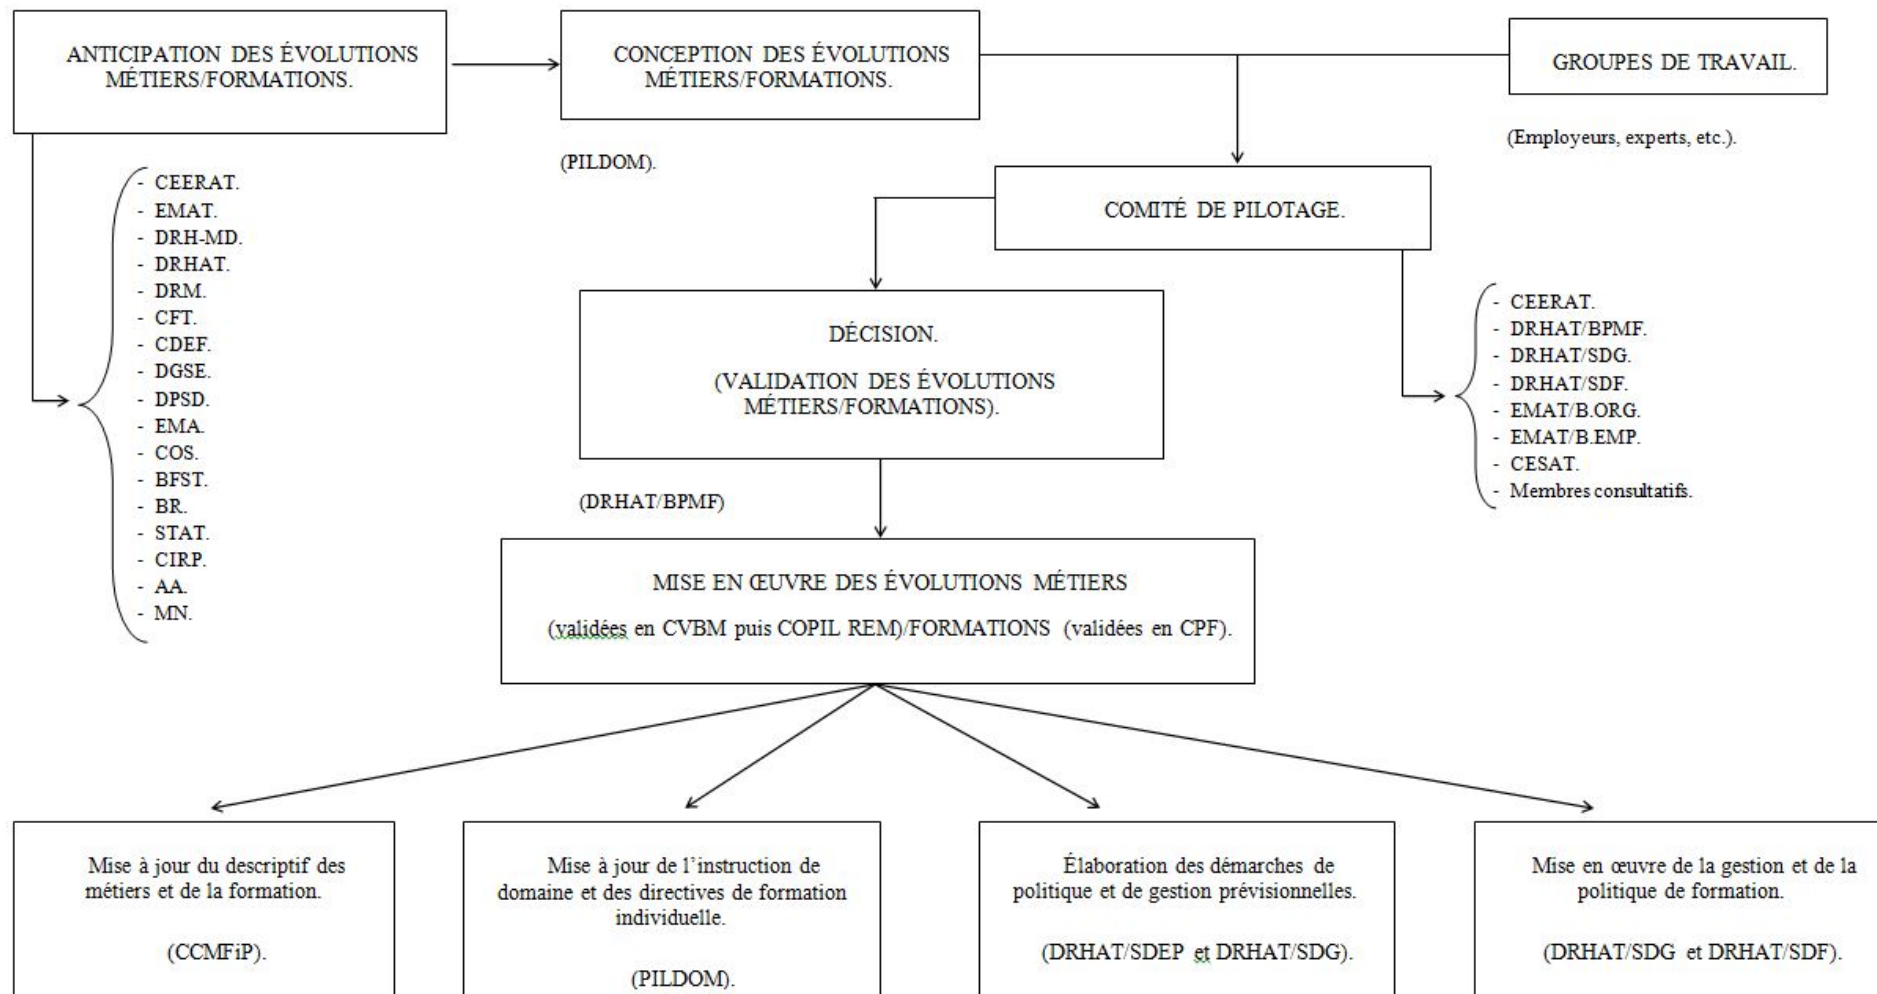 ANTICIPATION DES ÉVOLUTIONS
MÉTIERS/FORMATIONS.
CONCEPTION DES ÉVOLUTIONS
MÉTIERS/FORMATIONS.
GROUPES DE TRAVAIL.
(PILDOM).
(Employeurs, experts, etc.).
- CEERAT.
- EMAT.
- DRH-MD.
- DRHAT.
- DRM.
- CFT.
- CDEF.
- DGSE.
- DPSD.
- EMA.
- COS.
- BFST.
- BR.
- STAT.
- CIRP.
- AA.
- MN.
COMITÉ DE PILOTAGE.
- CEERAT.
- DRHAT/BPMF.
- DRHAT/SDG.
- DRHAT/SDF.
- EMAT/B.ORG.
- EMAT/B.EMP.
- CESAT.
- Membres consultatifs.
DÉCISION.
(VALIDATION DES ÉVOLUTIONS
MÉTIERS/FORMATIONS).
(DRHAT/BPMF)
MISE EN ŒUVRE DES ÉVOLUTIONS MÉTIERS
(validées en CVBM puis COPIL REM)/FORMATIONS (validées en CPF).
Mise à jour du descriptif des
métiers et de la formation.
(CCMFiP).
Mise à jour de l'instruction de
domaine et des directives de formation
individuelle.
(PILDOM).
Élaboration des démarches de
politique et de gestion prévisionnelles.
(DRHAT/SDEP et DRHAT/SDG).
Mise en œuvre de la gestion et de la
politique de formation.
(DRHAT/SDG et DRHAT/SDF).